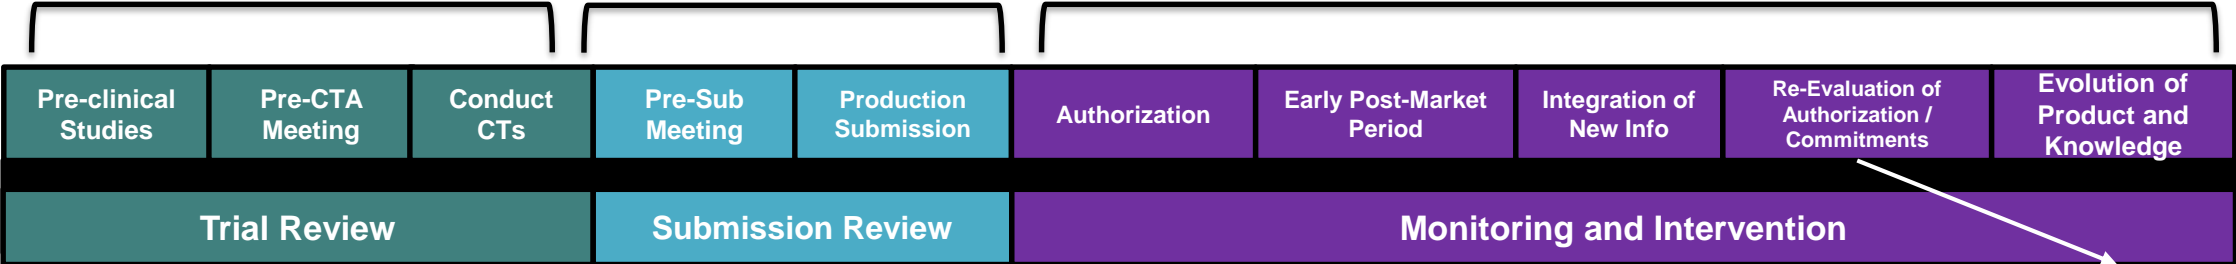 Pre-clinical
Studies
Pre-CTA
Meeting
Conduct
CTs
Pre-Sub
Meeting
Production
Submission
Authorization
Early Post-Market
Period
Integration of
New Info
Re-Evaluation of
Authorization /
Commitments
Evolution of
Product and
Knowledge
Trial Review
Submission Review
Monitoring and Intervention